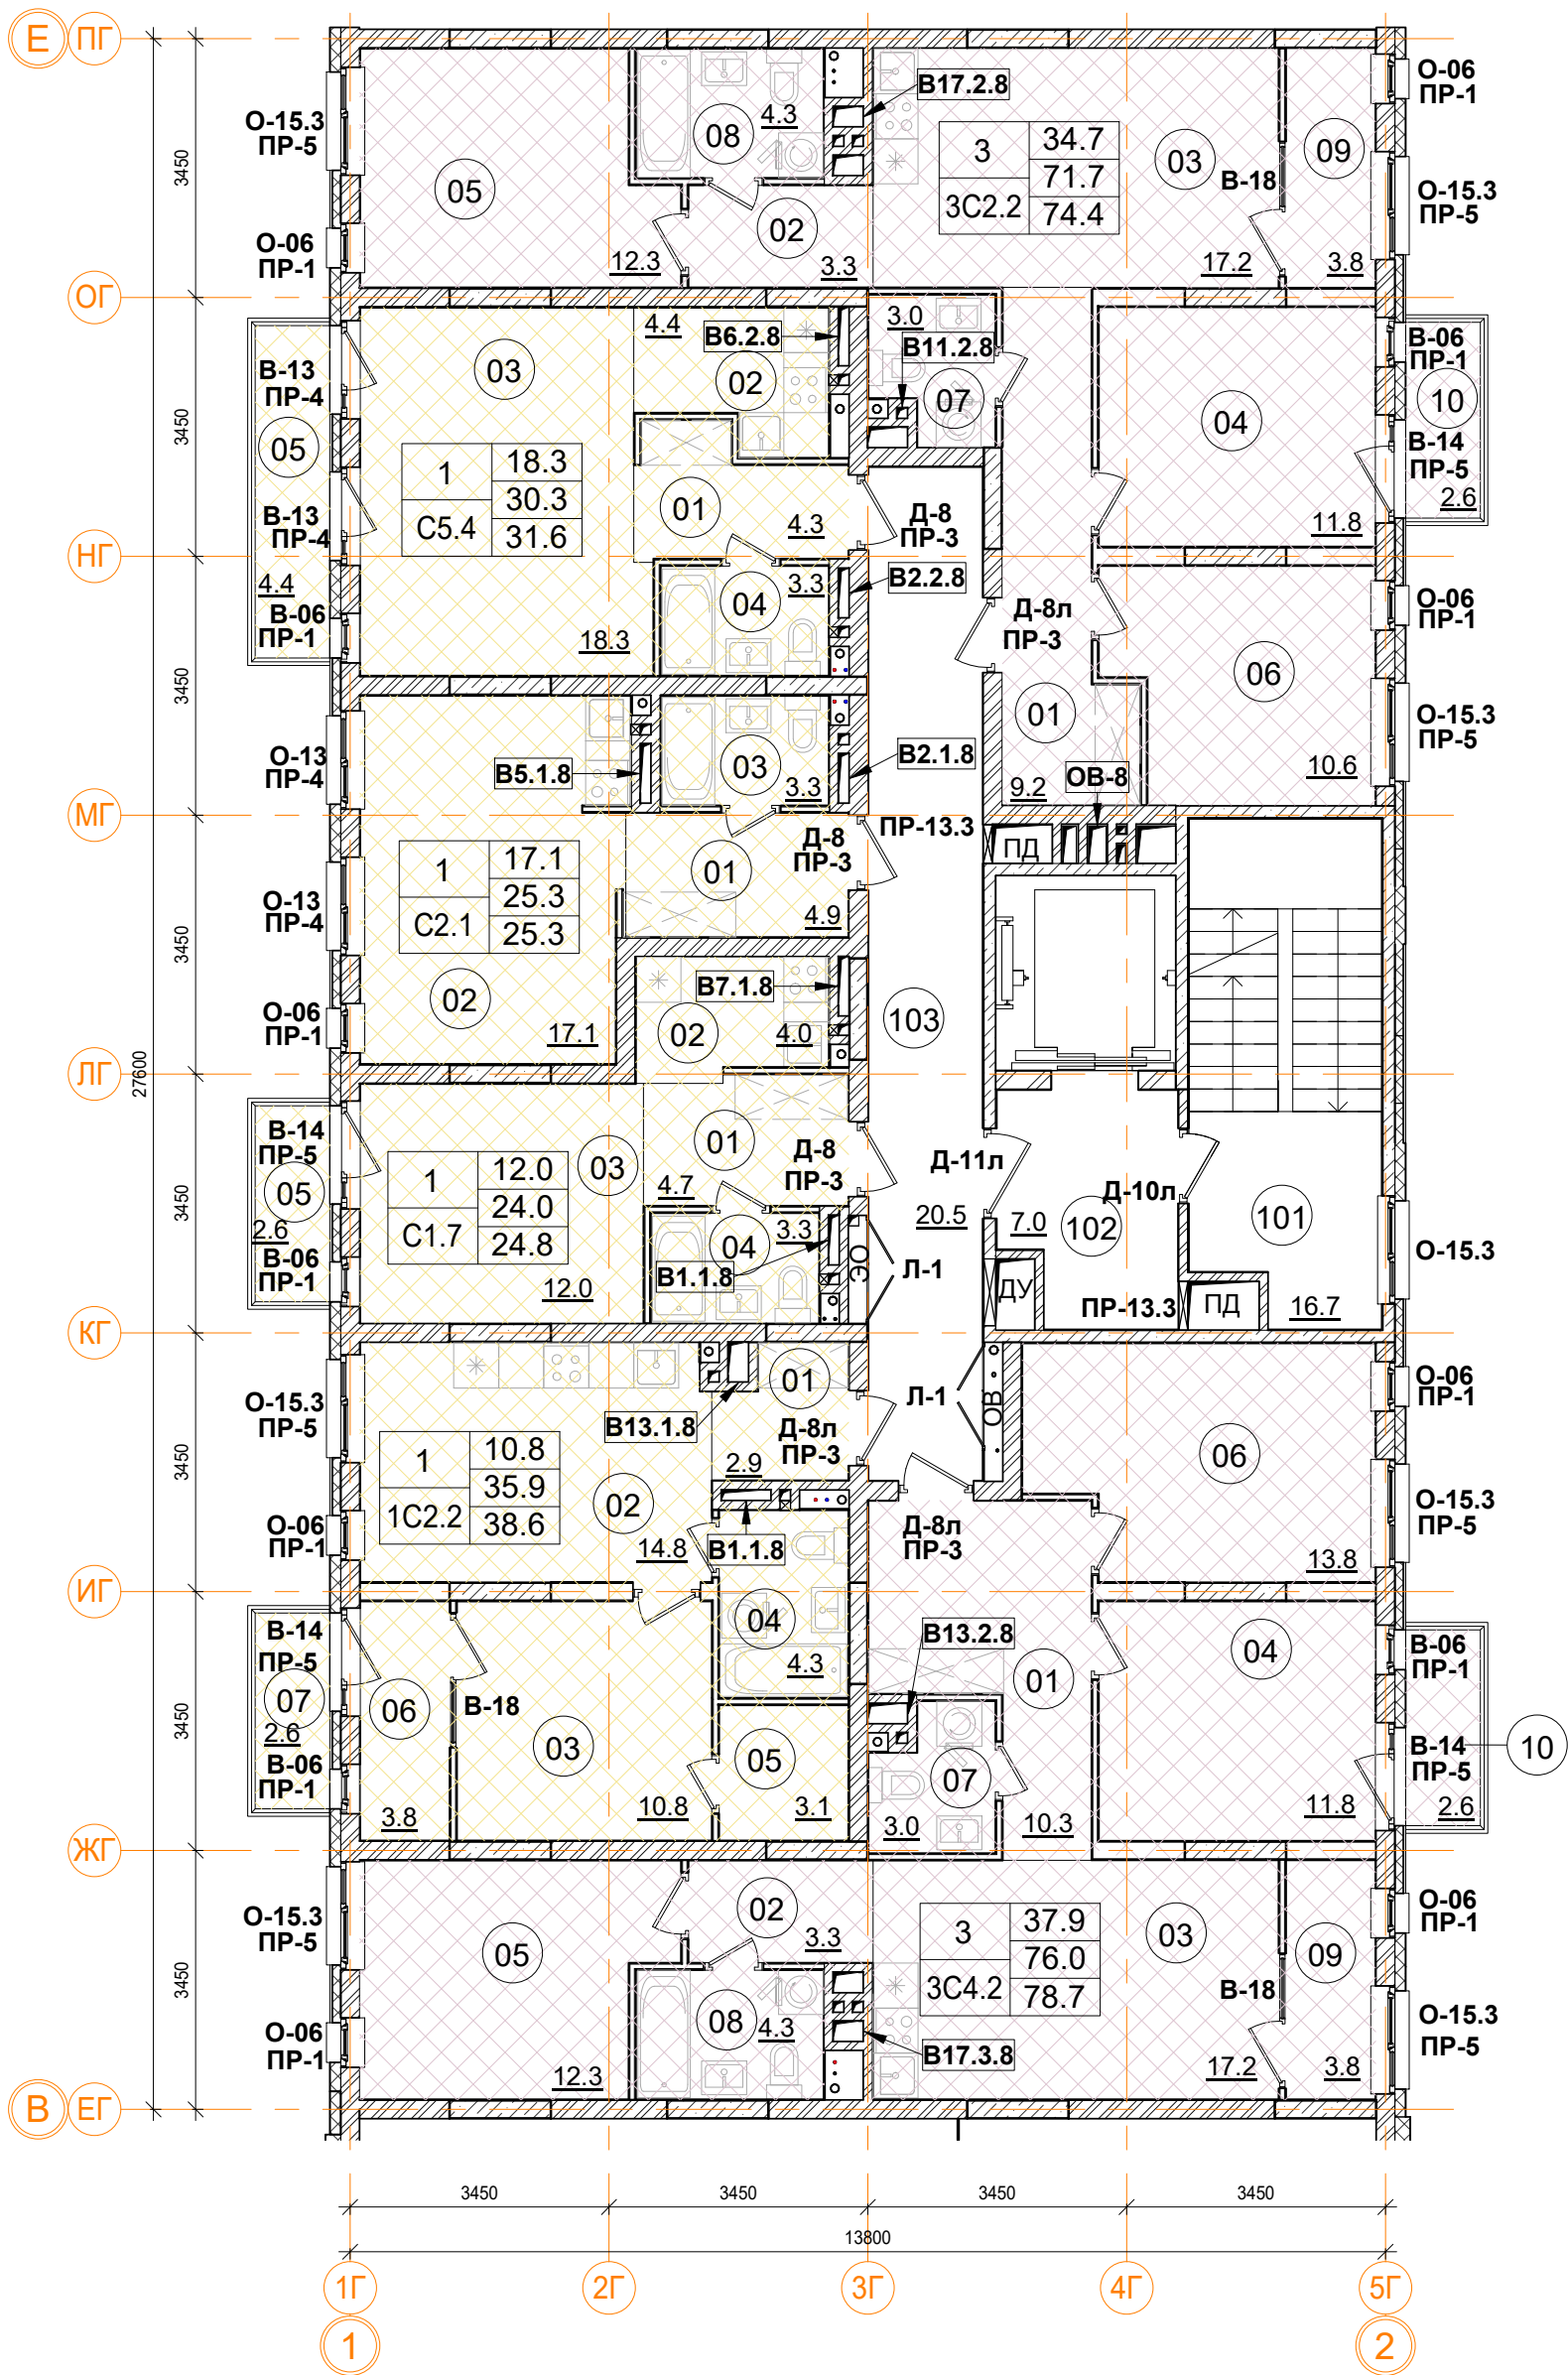 Е
ПГ
О-15.3
ПР-5
05
12.3
О-06
ПР-1
08
4.3
02
3.3
В17.2.8
3
3С2.2
34.7
71.7
74.4
03
В-18
17.2
09
3.8
О-06
ПР-1
О-15.3
ПР-5
3450
ОГ
В-13
ПР-4
05
В-13
ПР-4
4.4
В-06
ПР-1
03
1
С5.4
18.3
30.3
31.6
18.3
4.4
02
В6.2.8
01
4.3
04
3.3
3.0
В11.2.8
07
Д-8
ПР-3
В2.2.8
04
11.8
В-06
ПР-1
10
В-14
ПР-5
2.6
3450
НГ
Д-8л
ПР-3
01
9.2
06
10.6
О-06
ПР-1
О-15.3
ПР-5
3450
О-13
ПР-4
В5.1.8
03
3.3
В2.1.8
ОВ-8
МГ
ПР-13.3
ПД
Д-8
ПР-3
01
4.9
1
С2.1
17.1
25.3
25.3
О-13
ПР-4
02
17.1
О-06
ПР-1
3450
В7.1.8
02
4.0
103
27600
ЛГ
В-14
ПР-5
05
2.6
В-06
ПР-1
1
С1.7
12.0
24.0
24.8
03
12.0
01
4.7
Д-8
ПР-3
04
3.3
В1.1.8
ОЭС
Л-1
20.5
Д-11л
7.0
102
Д-10л
101
ДУ
ПР-13.3
ПД
16.7
О-15.3
3450
КГ
О-15.3
ПР-5
В13.1.8
01
Д-8л
ПР-3
2.9
Л-1
ОВ
1
1С2.2
10.8
35.9
38.6
02
14.8
О-06
ПР-1
В1.1.8
Д-8л
ПР-3
06
13.8
О-06
ПР-1
О-15.3
ПР-5
3450
ИГ
В-14
ПР-5
07
2.6
В-06
ПР-1
06
3.8
В-18
03
10.8
04
4.3
05
3.1
В13.2.8
01
07
3.0
10.3
04
11.8
В-06
ПР-1
В-14
ПР-5
2.6
10
3450
ЖГ
О-15.3
ПР-5
05
12.3
О-06
ПР-1
02
3.3
08
4.3
В17.3.8
3
3С4.2
37.9
76.0
78.7
03
В-18
17.2
09
3.8
О-06
ПР-1
О-15.3
ПР-5
3450
В
ЕГ
3450
3450
3450
3450
13800
1Г
2Г
3Г
4Г
5Г
1
2